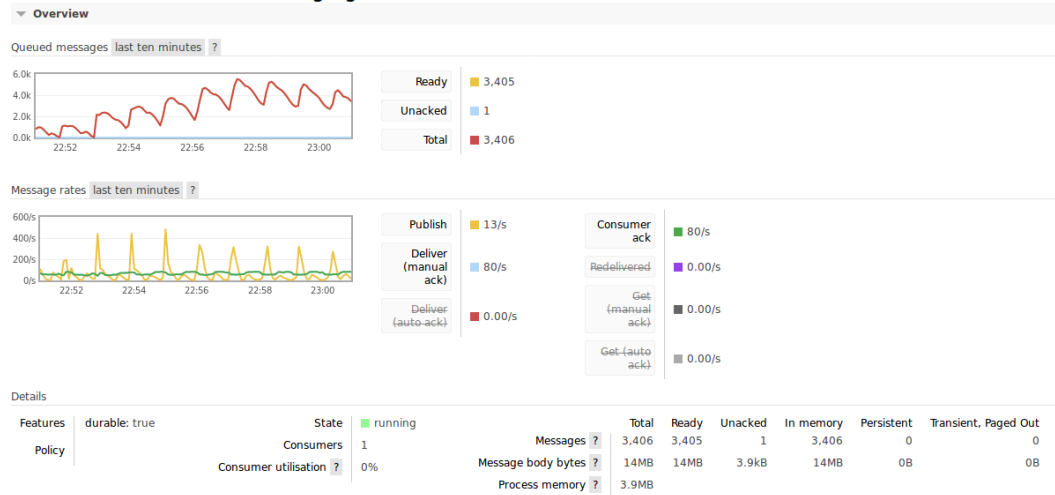 Overview
Queued messages last ten minutes ?
6.0k
4.0k
2.0k
0.0k
22:52 22:54 22:56 22:58 23:00
Ready 3,405
Unacked 1
Total 3,406
Message rates last ten minutes ?
600/s
400/s
200/s
0/s
22:52 22:54 22:56 22:58 23:00
Publish 13/s
Deliver
(manual
ack)
80/s
Deliver
(auto ack)
0.00/s
Consumer
ack
80/s
Redelivered 0.00/s
Get
(manual
ack)
0.00/s
Get (auto
ack)
0.00/s
Details
Features durable: true
Policy
State running
Consumers 1
Consumer utilisation ? 0%
Total Ready Unacked In memory Persistent Transient, Paged Out
Messages ? 3,406 3,405 1 3,406 0 0
Message body bytes ? 14MB 14MB 3.9kB 14MB 0B 0B
Process memory ? 3.9MB